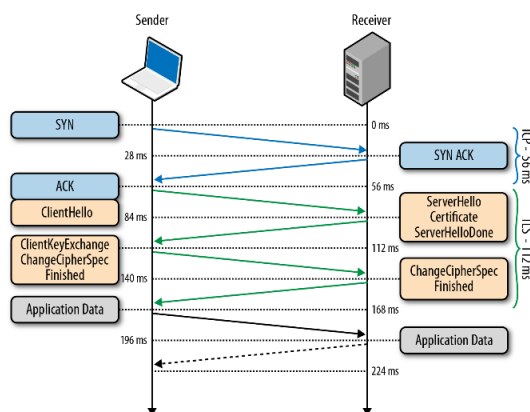 Sender
Receiver
SYN
0 ms
TCP - 56 ms
28 ms
SYN ACK
ACK
56 ms
ClientHello
84 ms
ServerHello
Certificate
ServerHelloDone
TLS - 112 ms
ClientKeyExchange
ChangeCipherSpec
Finished
112 ms
140 ms
ChangeCipherSpec
Finished
Application Data
168 ms
196 ms
Application Data
224 ms